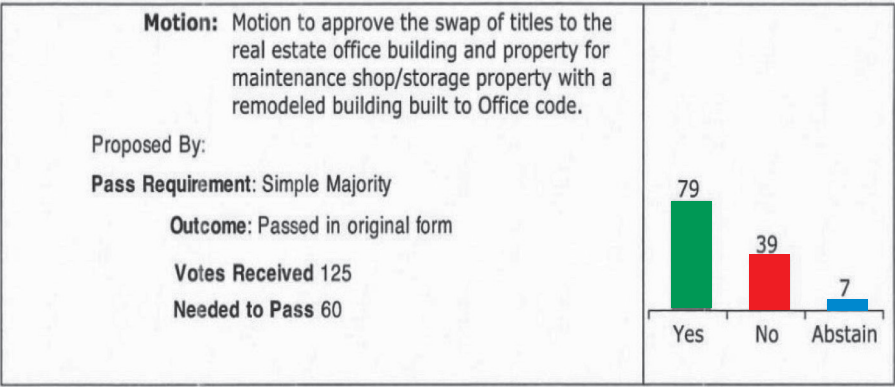 Motion: Motion to approve the swap of titles to the
real estate office building and property for
maintenance shop/storage property with a
remodeled building built to Office code.
Proposed By:
Pass Requirement: Simple Majority
Outcome: Passed in original form
Votes Received 125
Needed to Pass 60
79
39
7
Yes No Abstain